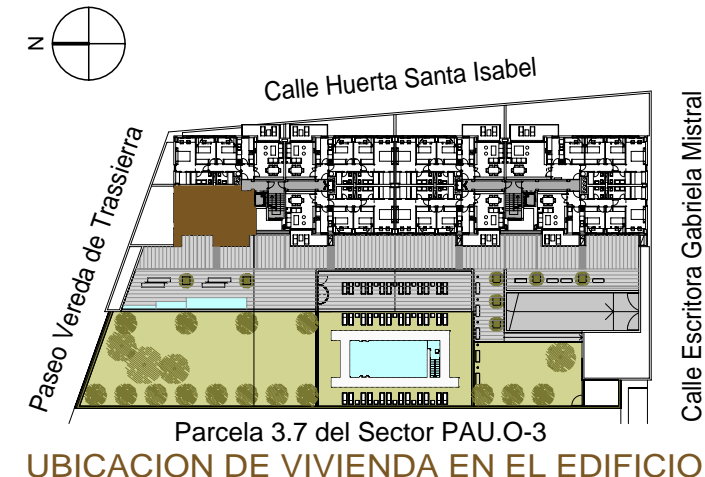 N
Calle Huerta Santa Isabel
Paseo Vereda de Trassierra
Calle Escritora Gabriela Mistral
Parcela 3.7 del Sector PAU.O-3
UBICACION DE VIVIENDA EN EL EDIFICIO